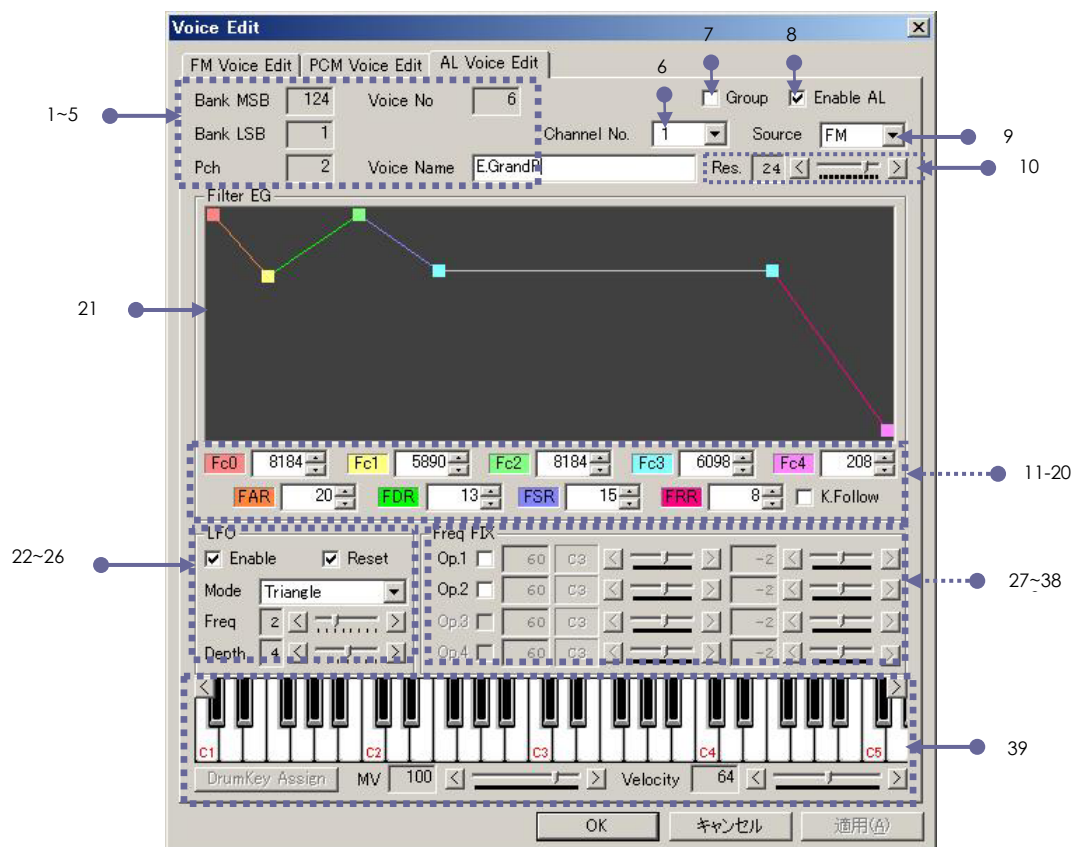 Voice Edit
7 8
FM Voice Edit PCM Voice Edit AL Voice Edit
6
1~5
Bank MSB 124 Voice No 6 Group Enable AL
Bank LSB 1 Channel No. 1 Source FM 9
Pch 2 Voice Name E.GrandP Res. 24 10
Filter EG
21
Fc0 8184 Fc1 5890 Fc2 8184 Fc3 6098 Fc4 208
11-20
FAR 20 FDR 13 FSR 15 FRR 8 K.Follow
LFO Freq FIX
22~26
Enable Reset Op.1 60 C3 -2
27~38
Mode Triangle Op.2 60 C3 -2
Freq 2 Op.3 60 C3 -2
Depth 4 Op.4 60 C3 -2
C1 C2 C3 C4 C5
39
DrumKey Assign MV 100 Velocity 64
OK キャンセル 適用(A)